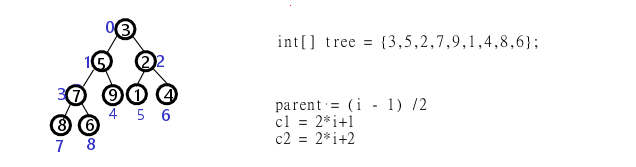 0 3
1 5 2 2
3 7 9 1 4
4 5 6
8 6
7 8
int[] tree = {3,5,2,7,9,1,4,8,6};
parent = (i - 1) /2
c1 = 2*i+1
c2 = 2*i+2